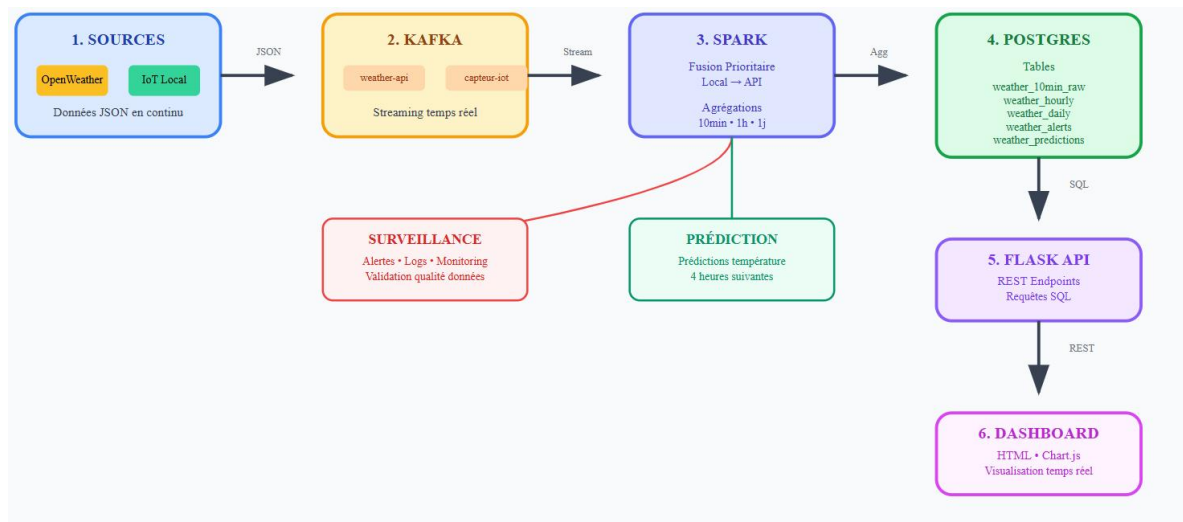 1. SOURCES
OpenWeather
IoT Local
Données JSON en continu
JSON
2. KAFKA
weather-api
capteur-iot
Streaming temps réel
Stream
3. SPARK
Fusion Prioritaire
Local → API
Agrégations
10min • 1h • 1j
Agg
4. POSTGRES
Tables
weather_10min_raw
weather_hourly
weather_daily
weather_alerts
weather_predictions
SQL
SURVEILLANCE
Alertes • Logs • Monitoring
Validation qualité données
PRÉDICTION
Prédictions température
4 heures suivantes
5. FLASK API
REST Endpoints
Requêtes SQL
REST
6. DASHBOARD
HTML • Chart.js
Visualisation temps réel